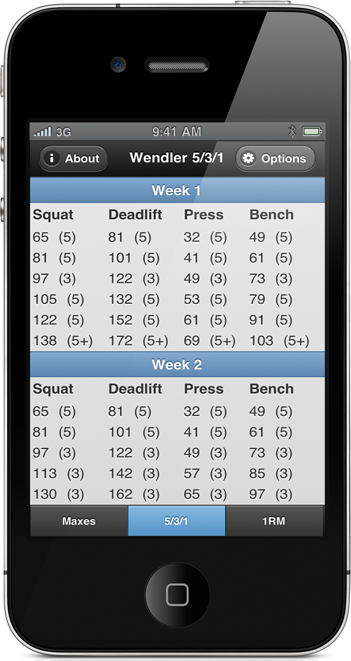 3G 9:41 AM
About Wendler 5/3/1 Options
Week 1
Squat Deadlift Press Bench
65 (5) 81 (5) 32 (5) 49 (5)
81 (5) 101 (5) 41 (5) 61 (5)
97 (3) 122 (3) 49 (3) 73 (3)
105 (5) 132 (5) 53 (5) 79 (5)
122 (5) 152 (5) 61 (5) 91 (5)
138 (5+) 172 (5+) 69 (5+) 103 (5+)
Week 2
Squat Deadlift Press Bench
65 (5) 81 (5) 32 (5) 49 (5)
81 (5) 101 (5) 41 (5) 61 (5)
97 (3) 122 (3) 49 (3) 73 (3)
113 (3) 142 (3) 57 (3) 85 (3)
130 (3) 162 (3) 65 (3) 97 (3)
Maxes 5/3/1 1RM